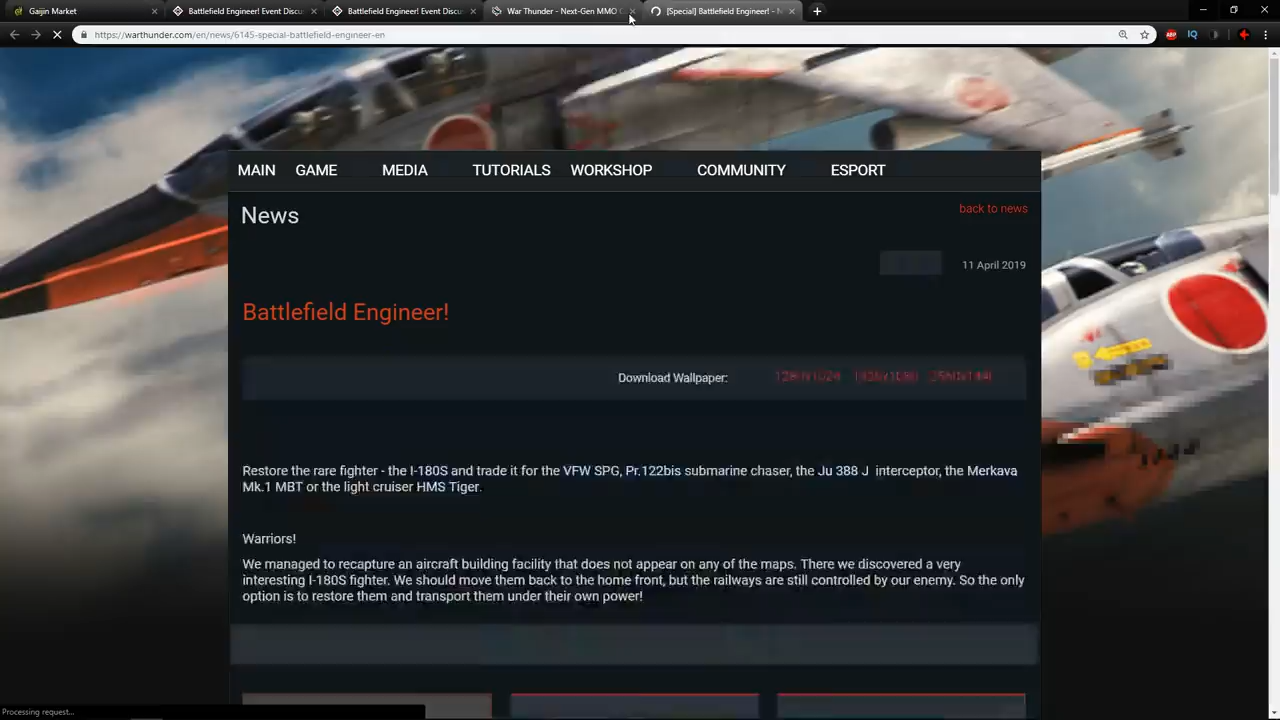 Gaijin Market
Battlefield Engineer! Event Discu
Battlefield Engineer! Event Discu
War Thunder - Next-Gen MMO C
[Special] Battlefield Engineer! - N
https://warthunder.com/en/news/6145-special-battlefield-engineer-en
ABP
IQ
MAIN GAME MEDIA TUTORIALS WORKSHOP COMMUNITY ESPORT
News
back to news
11 April 2019
Battlefield Engineer!
Download Wallpaper: 1280x1024
Restore the rare fighter - the I-180S and trade it for the VFW SPG, Pr.122bis submarine chaser, the Ju 388 J interceptor, the Merkava
Mk.1 MBT or the light cruiser HMS Tiger.
Warriors!
We managed to recapture an aircraft building facility that does not appear on any of the maps. There we discovered a very
interesting I-180S fighter. We should move them back to the home front, but the railways are still controlled by our enemy. So the only
option is to restore them and transport them under their own power!
Processing request...